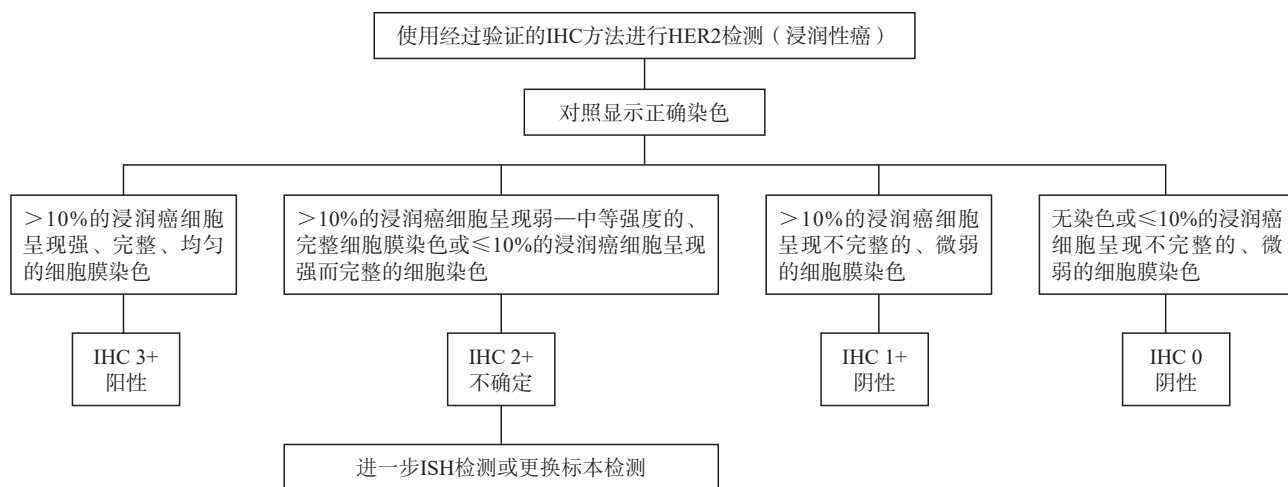 使用经过验证的IHC方法进行HER2检测（浸润性癌）
对照显示正确染色
＞10%的浸润癌细胞
呈现强、完整、均匀
的细胞膜染色
＞10%的浸润癌细胞呈现弱—中等强度的、
完整细胞膜染色或≤10%的浸润癌细胞呈现
强而完整的细胞染色
＞10%的浸润癌细胞
呈现不完整的、微弱
的细胞膜染色
无染色或≤10%的浸润癌
细胞呈现不完整的、微
弱的细胞膜染色
IHC 3+
阳性
IHC 2+
不确定
IHC 1+
阴性
IHC 0
阴性
进一步ISH检测或更换标本检测